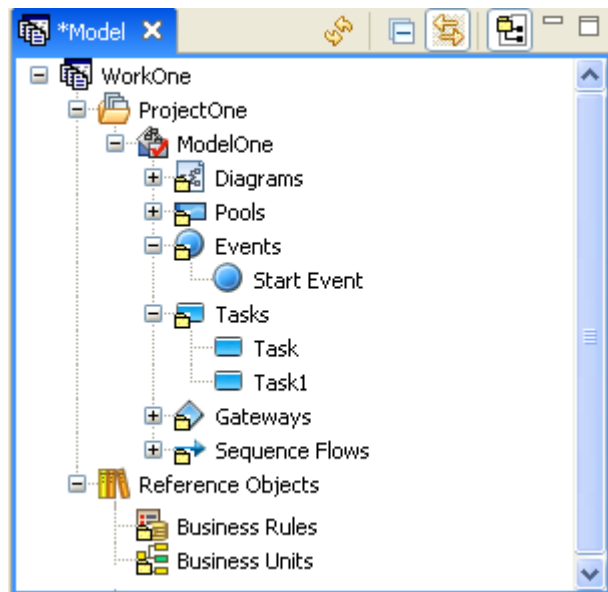 *Model
WorkOne
ProjectOne
ModelOne
Diagrams
Pools
Events
Start Event
Tasks
Task
Task1
Gateways
Sequence Flows
Reference Objects
Business Rules
Business Units